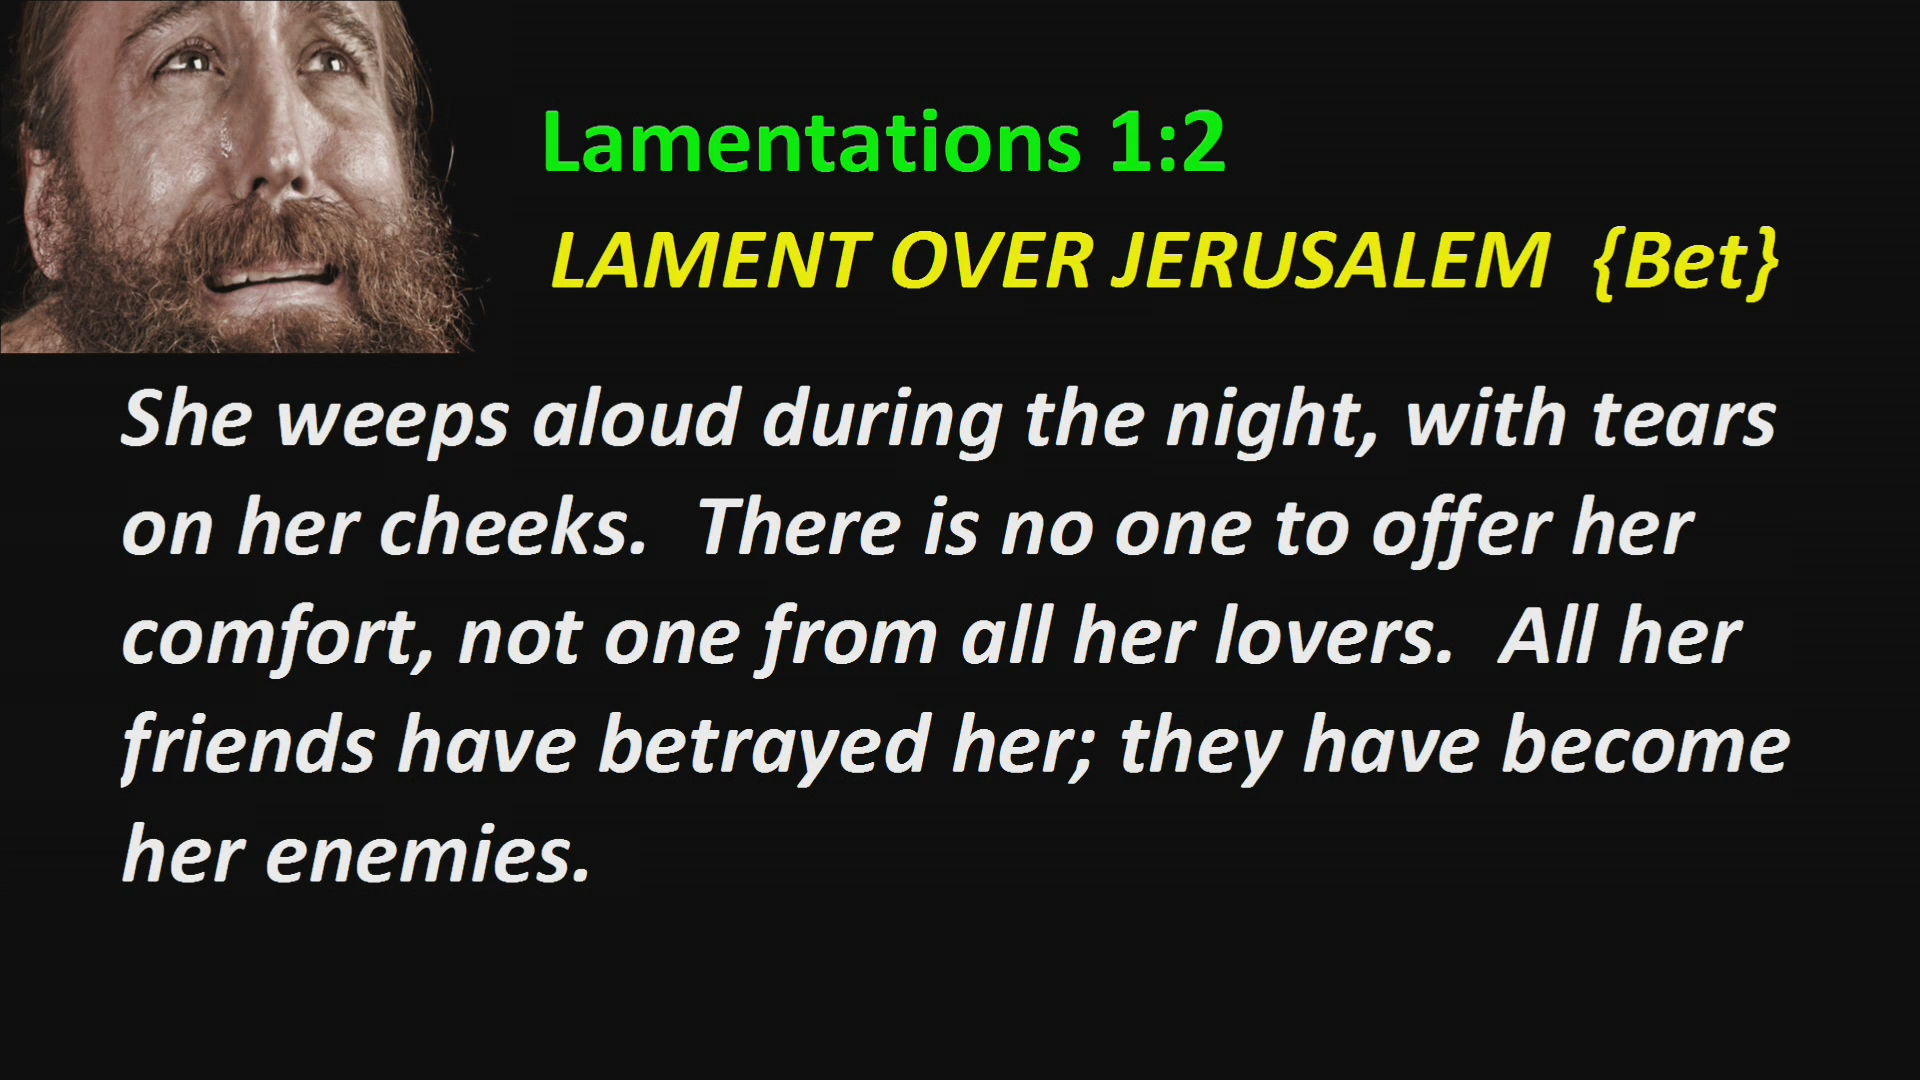 Lamentations 1:2
LAMENT OVER JERUSALEM {Bet}
She weeps aloud during the night, with tears
on her cheeks. There is no one to offer her
comfort, not one from all her lovers. All her
friends have betrayed her; they have become
her enemies.